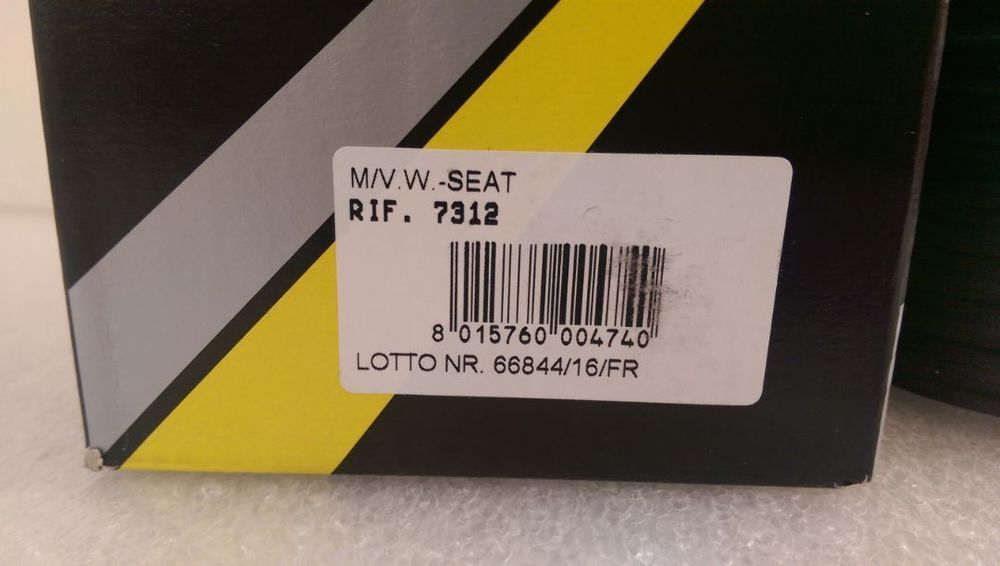 M/V.W.-SEAT
RIF. 7312
8 015760 004740
LOTTO NR. 66844/16/FR